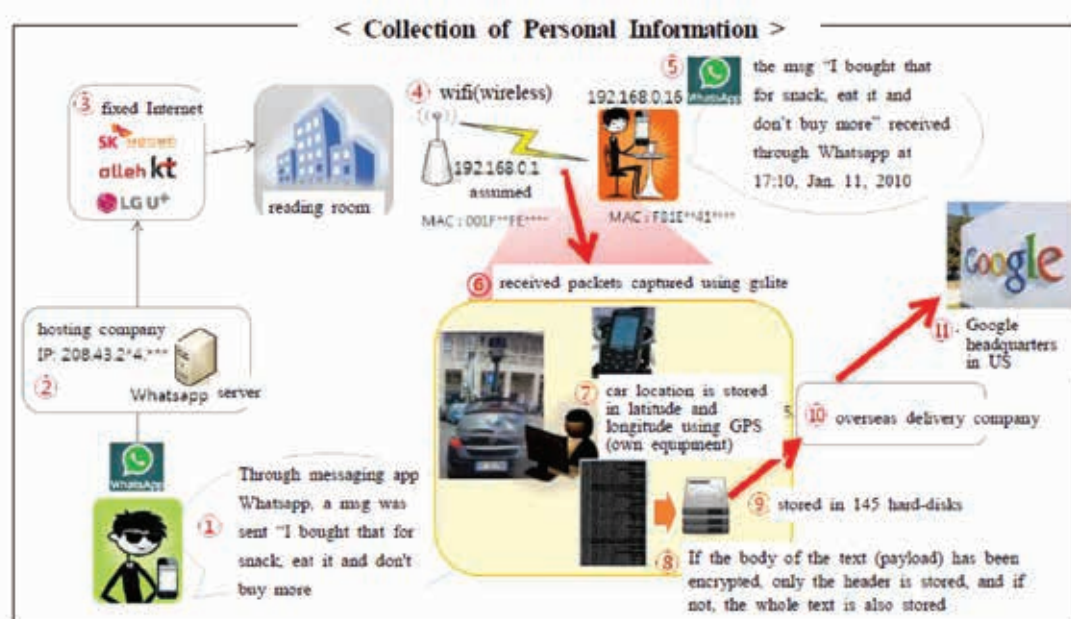 < Collection of Personal Information >
③ fixed Internet
SK
olleh kt
LG U+
reading room
④ wifi(wireless)
192.168.0.1
assumed
MAC : 001F**FE****
192.168.0.16
MAC : F81E**41****
⑤ WhatsApp
the msg "I bought that
for snack, eat it and
don't buy more" received
through Whatsapp at
17:10, Jan. 11, 2010
⑥ received packets captured using gslite
hosting company
IP: 208.43.2*4.***
②
Whatsapp server
WhatsApp
① Through messaging app
Whatsapp, a msg was
sent "I bought that for
snack, eat it and don't
buy more
⑦ car location is stored
in latitude and
longitude using GPS
(own equipment)
⑧ If the body of the text (payload) has been
encrypted, only the header is stored, and if
not, the whole text is also stored
⑨ stored in 145 hard-disks
⑩ overseas delivery company
Google
⑪ Google
headquarters
in US